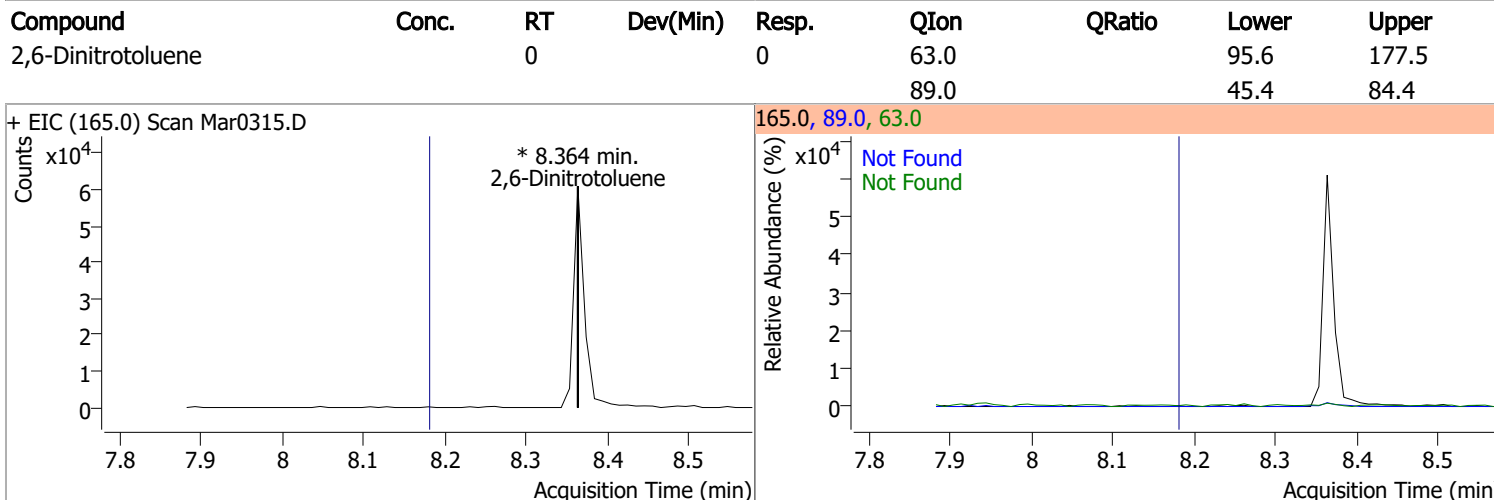 Compound Conc. RT Dev(Min) Resp. QIon QRatio Lower Upper
2,6-Dinitrotoluene 0 0 63.0 95.6 177.5
89.0 45.4 84.4
+ EIC (165.0) Scan Mar0315.D
Counts
x10⁴
* 8.364 min.
2,6-Dinitrotoluene
6
5
4
3
2
1
0
7.8 7.9 8 8.1 8.2 8.3 8.4 8.5
Acquisition Time (min)
165.0, 89.0, 63.0
Relative Abundance (%)
x10⁴
Not Found
Not Found
5
4
3
2
1
0
7.8 7.9 8 8.1 8.2 8.3 8.4 8.5
Acquisition Time (min